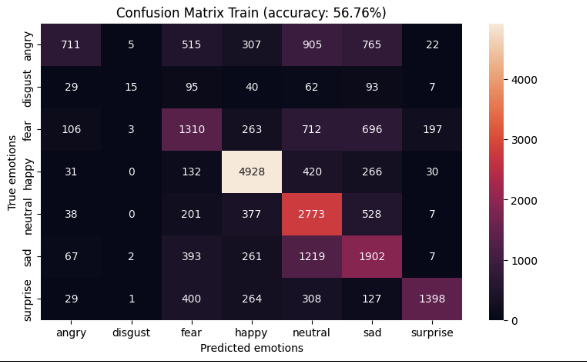 Confusion Matrix Train (accuracy: 56.76%)
angry 711 5 515 307 905 765 22
disgust 29 15 95 40 62 93 7
fear 106 3 1310 263 712 696 197
happy 31 0 132 4928 420 266 30
neutral 38 0 201 377 2773 528 7
sad 67 2 393 261 1219 1902 7
surprise 29 1 400 264 308 127 1398
True emotions
angry disgust fear happy neutral sad surprise
Predicted emotions
4000
3000
2000
1000
0